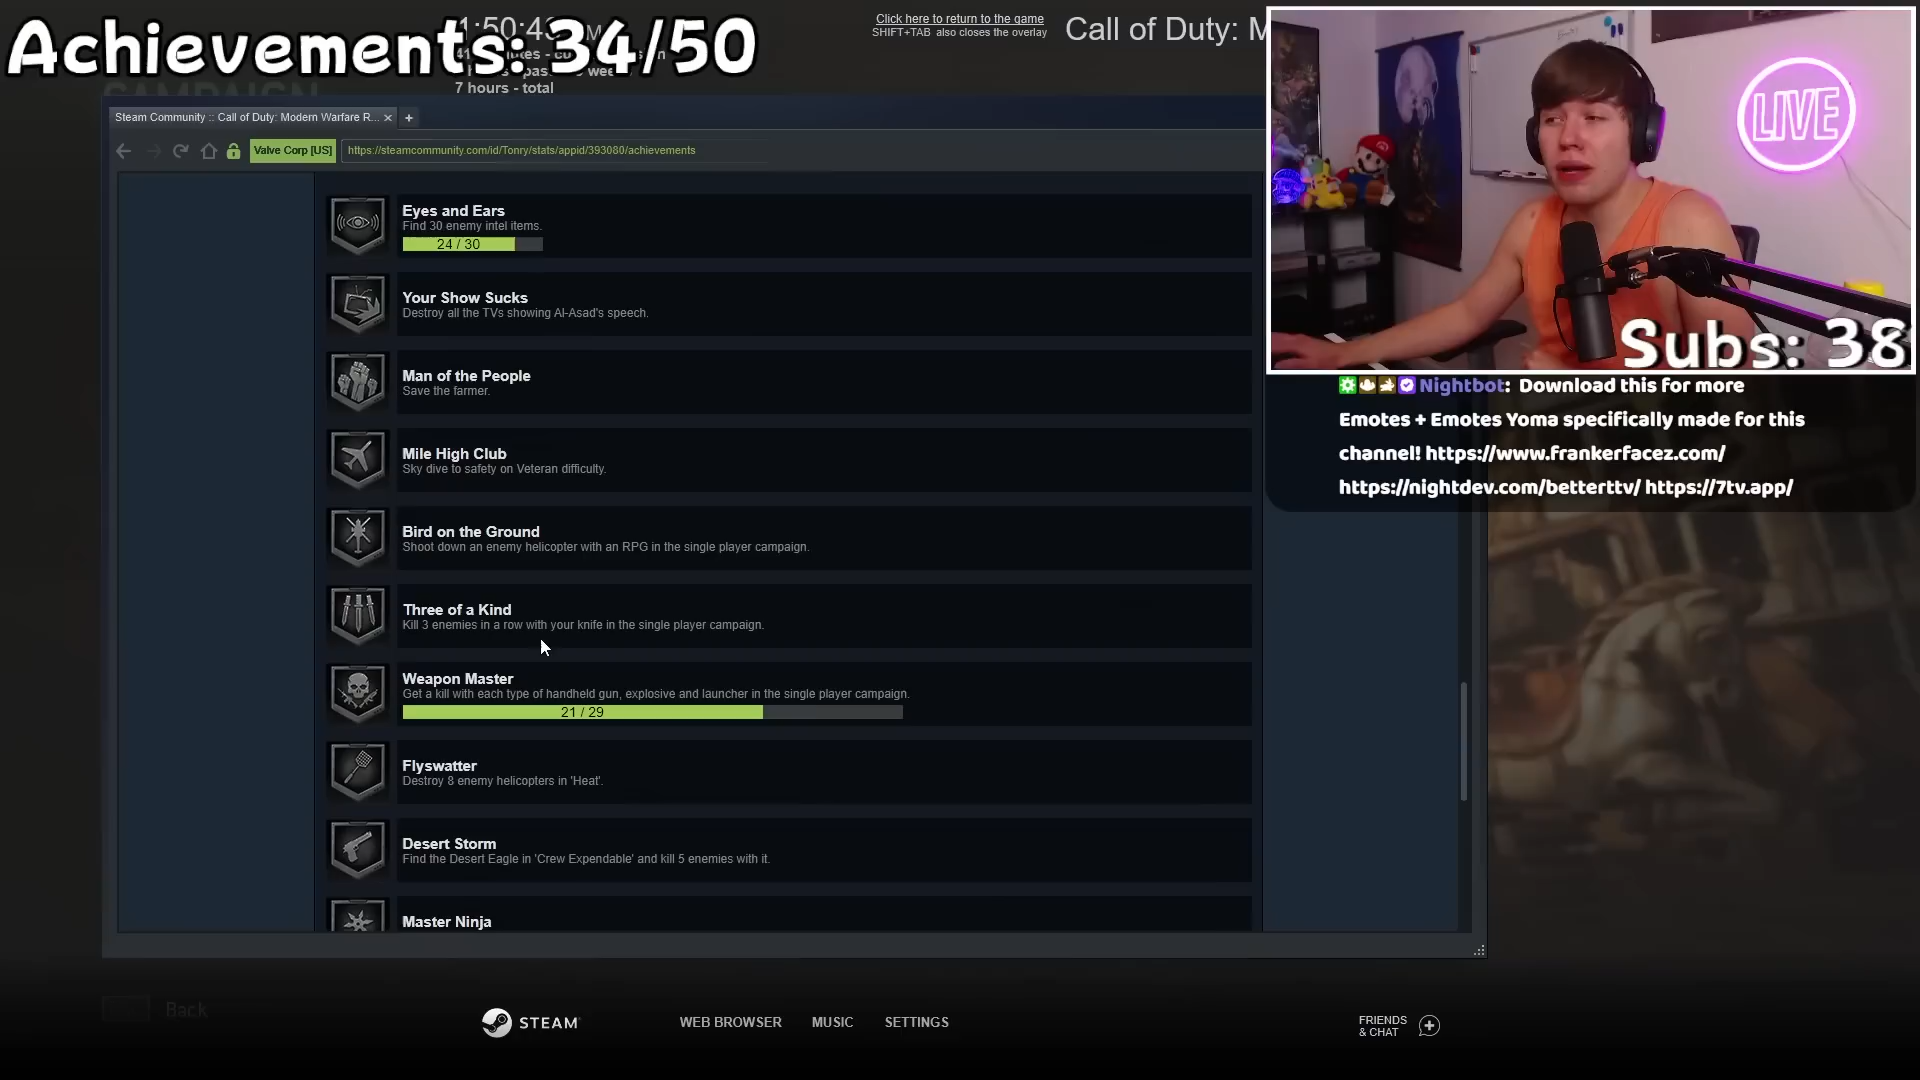 Achievements: 34/50
1:50:43
7 hours - total
Click here to return to the game
SHIFT+TAB also closes the overlay
Call of Duty: M
Steam Community :: Call of Duty: Modern Warfare R...
Valve Corp [US]
https://steamcommunity.com/id/Tonry/stats/appid/393080/achievements
Eyes and Ears
Find 30 enemy intel items.
24 / 30
Your Show Sucks
Destroy all the TVs showing Al-Asad's speech.
Man of the People
Save the farmer.
Mile High Club
Sky dive to safety on Veteran difficulty.
Bird on the Ground
Shoot down an enemy helicopter with an RPG in the single player campaign.
Three of a Kind
Kill 3 enemies in a row with your knife in the single player campaign.
Weapon Master
Get a kill with each type of handheld gun, explosive and launcher in the single player campaign.
21 / 29
Flyswatter
Destroy 8 enemy helicopters in 'Heat'.
Desert Storm
Find the Desert Eagle in 'Crew Expendable' and kill 5 enemies with it.
Master Ninja
LIVE
Subs: 38
Nightbot: Download this for more
Emotes + Emotes Yoma specifically made for this
channel! https://www.frankerfacez.com/
https://nightdev.com/betterttv/ https://7tv.app/
Back
STEAM
WEB BROWSER
MUSIC
SETTINGS
FRIENDS
& CHAT